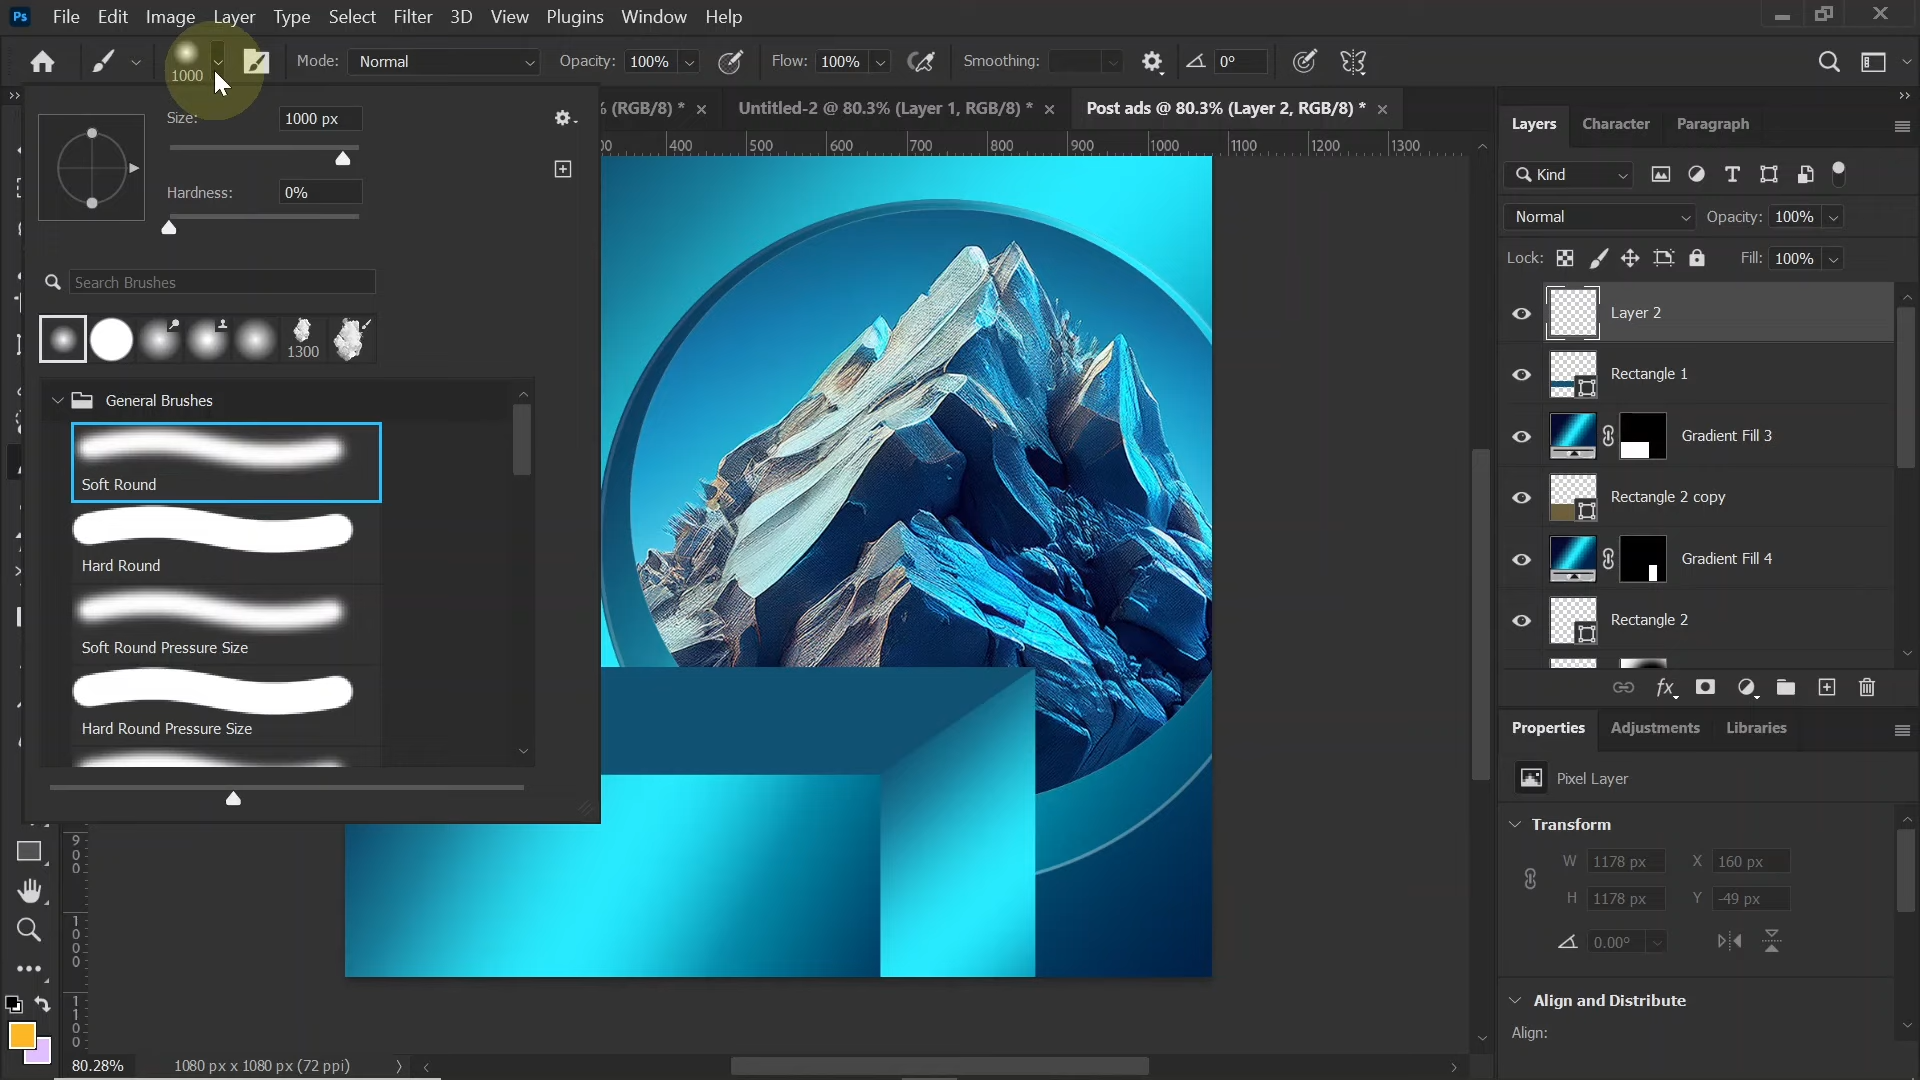 Ps File Edit Image Layer Type Select Filter 3D View Plugins Window Help
1000 Mode: Normal Opacity: 100% Flow: 100% Smoothing: 0°
Size: 1000 px
Hardness: 0%
Search Brushes
1300
General Brushes
Soft Round
Hard Round
Soft Round Pressure Size
Hard Round Pressure Size
% (RGB/8) * Untitled-2 @ 80.3% (Layer 1, RGB/8) * Post ads @ 80.3% (Layer 2, RGB/8) *
400 500 600 700 800 900 1000 1100 1200 1300
900
1000
1100
80.28% 1080 px x 1080 px (72 ppi)
Layers Character Paragraph
Kind
Normal Opacity: 100%
Lock: Fill: 100%
Layer 2
Rectangle 1
Gradient Fill 3
Rectangle 2 copy
Gradient Fill 4
Rectangle 2
fx
Properties Adjustments Libraries
Pixel Layer
Transform
W 1178 px X 160 px
H 1178 px Y -49 px
0.00°
Align and Distribute
Align: